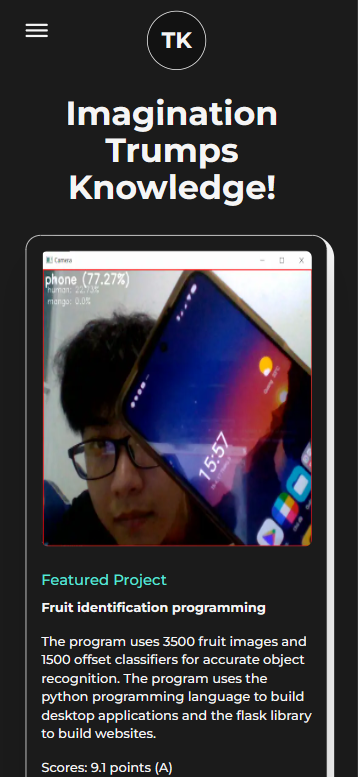 TK
Imagination
Trumps
Knowledge!
Camera
phone (77.27%)
human: 22.73%
mango: 0.0%
15:57
Featured Project
Fruit identification programming
The program uses 3500 fruit images and
1500 offset classifiers for accurate object
recognition. The program uses the
python programming language to build
desktop applications and the flask library
to build websites.
Scores: 9.1 points (A)